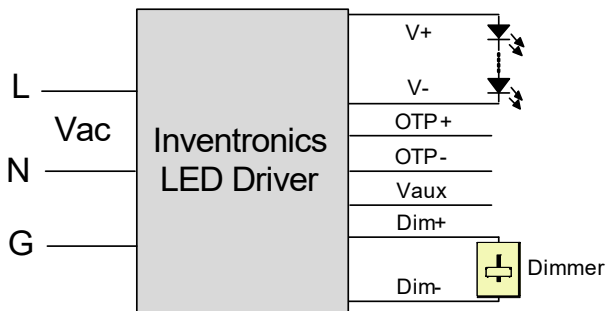 L
Vac
N
G
Inventronics
LED Driver
V+
V-
OTP+
OTP-
Vaux
Dim+
Dim-
Dimmer